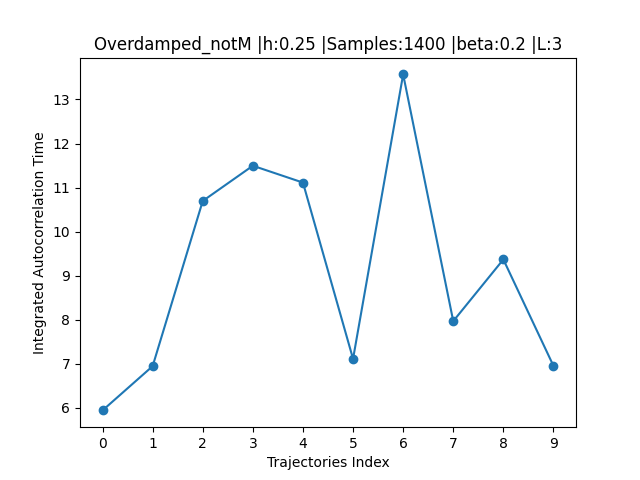 Overdamped_notM |h:0.25 |Samples:1400 |beta:0.2 |L:3
Integrated Autocorrelation Time
13
12
11
10
9
8
7
6
0 1 2 3 4 5 6 7 8 9
Trajectories Index